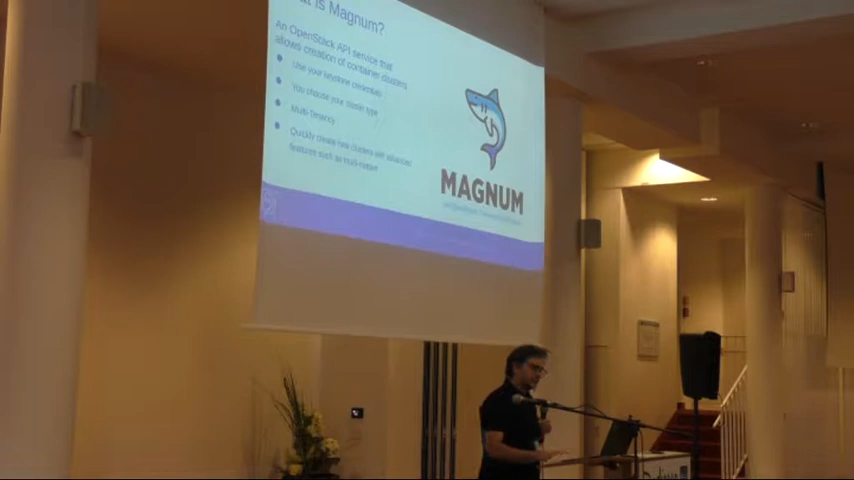 is Magnum?
An OpenStack API service that
allows creation of container clusters
Use your keystone credentials
You choose your cluster type
Multi-Tenancy
Quickly create new clusters with advanced
features such as multi-master
MAGNUM